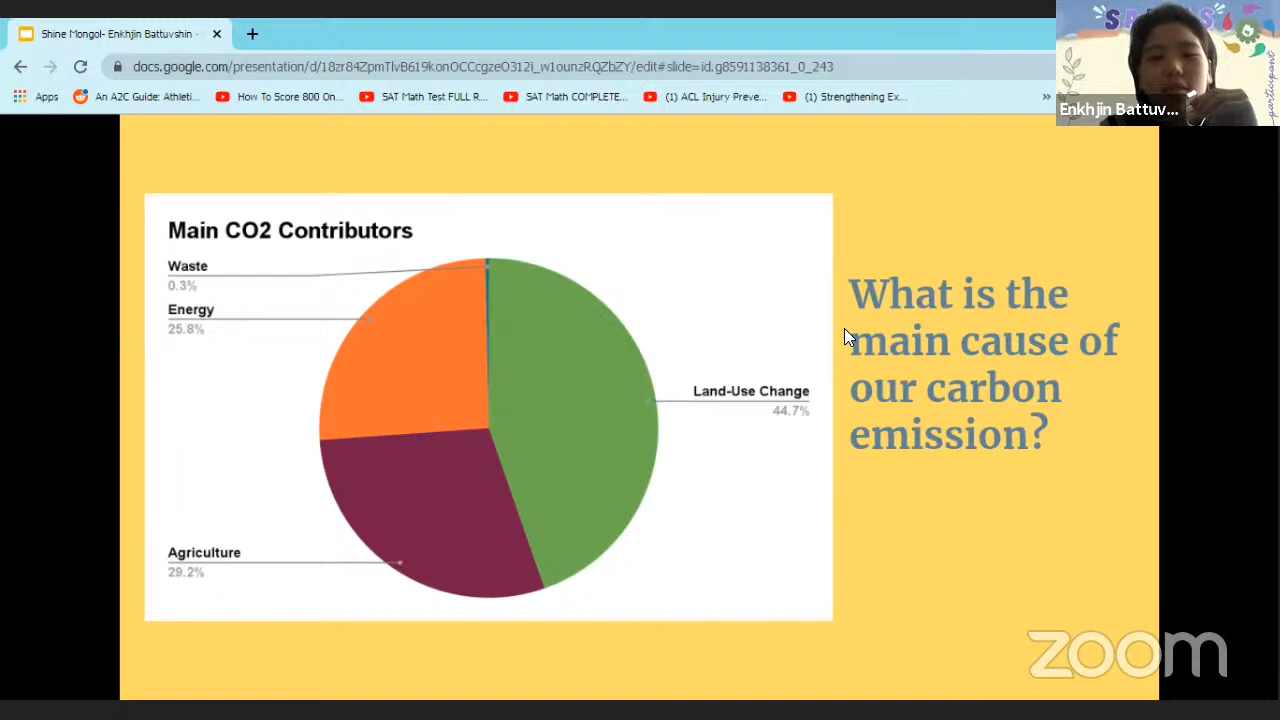 Shine Mongol- Enkhjin Battuvshin -
docs.google.com/presentation/d/18zr84ZpmTlvB619konOCCcgzeO312i_w1ounzRQZbZY/edit#slide=id.g8591138361_0_243
Apps An A2C Guide: Athleti... How To Score 800 On... SAT Math Test FULL R... SAT Math COMPLETE... (1) ACL Injury Preve... (1) Strengthening Ex... »
participant
Enkhjin Battuv...
Main CO2 Contributors
Waste
0.3%
Energy
25.8%
Land-Use Change
44.7%
Agriculture
29.2%
What is the
main cause of
our carbon
emission?
zoom